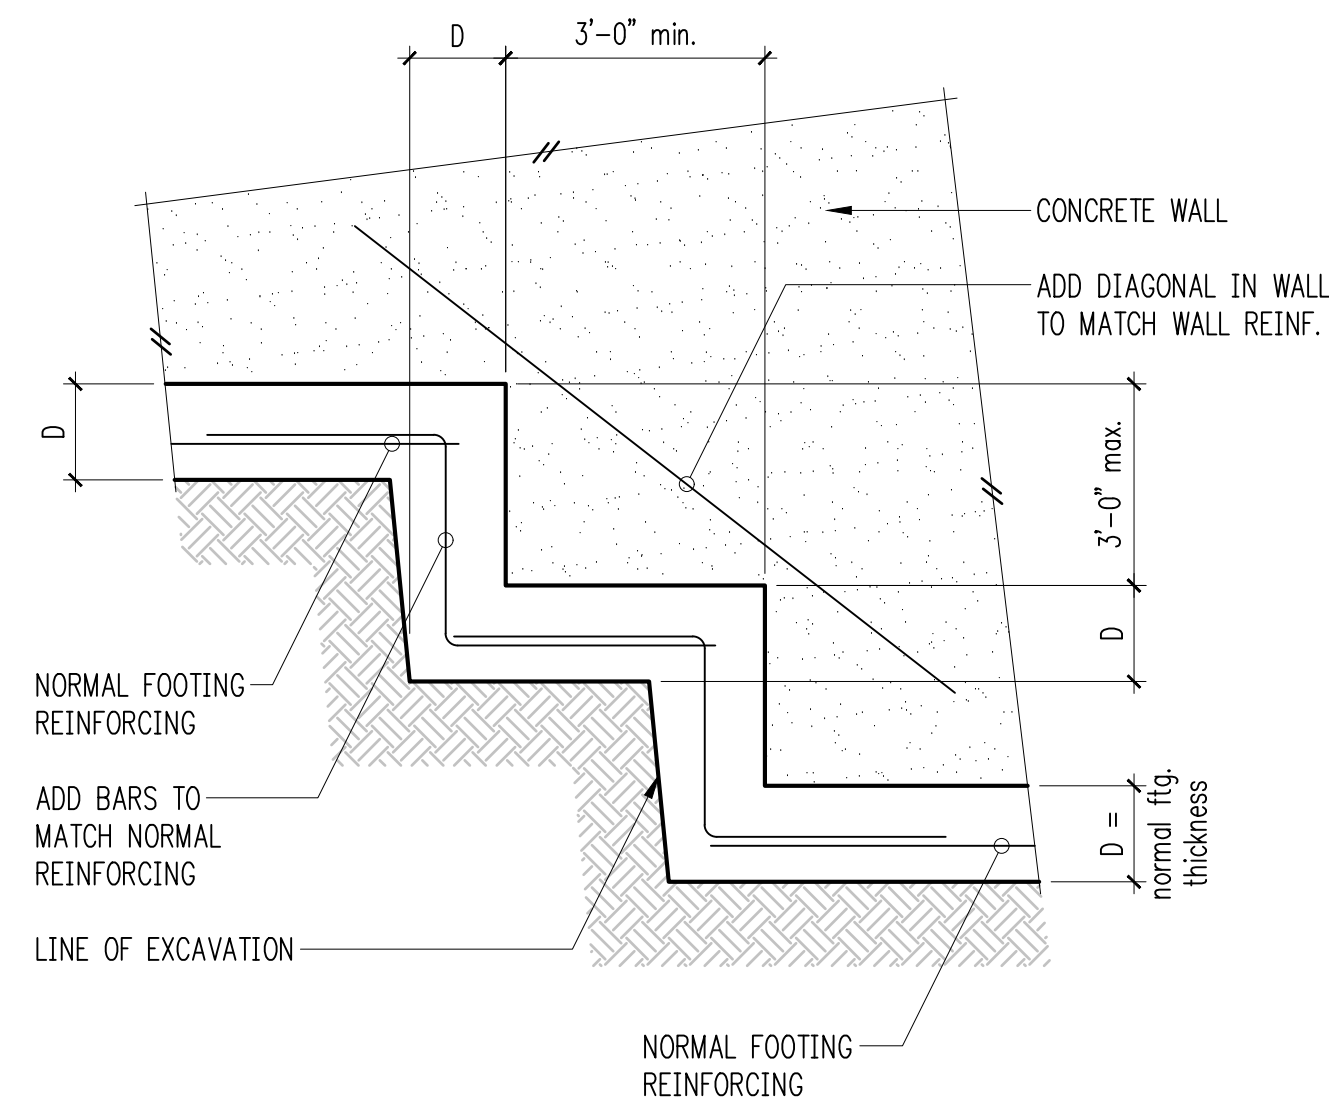 D
3'-0" min.
CONCRETE WALL
ADD DIAGONAL IN WALL
TO MATCH WALL REINF.
D
3'-0" max.
D
NORMAL FOOTING
REINFORCING
ADD BARS TO
MATCH NORMAL
REINFORCING
D =
normal ftg.
thickness
LINE OF EXCAVATION
NORMAL FOOTING
REINFORCING